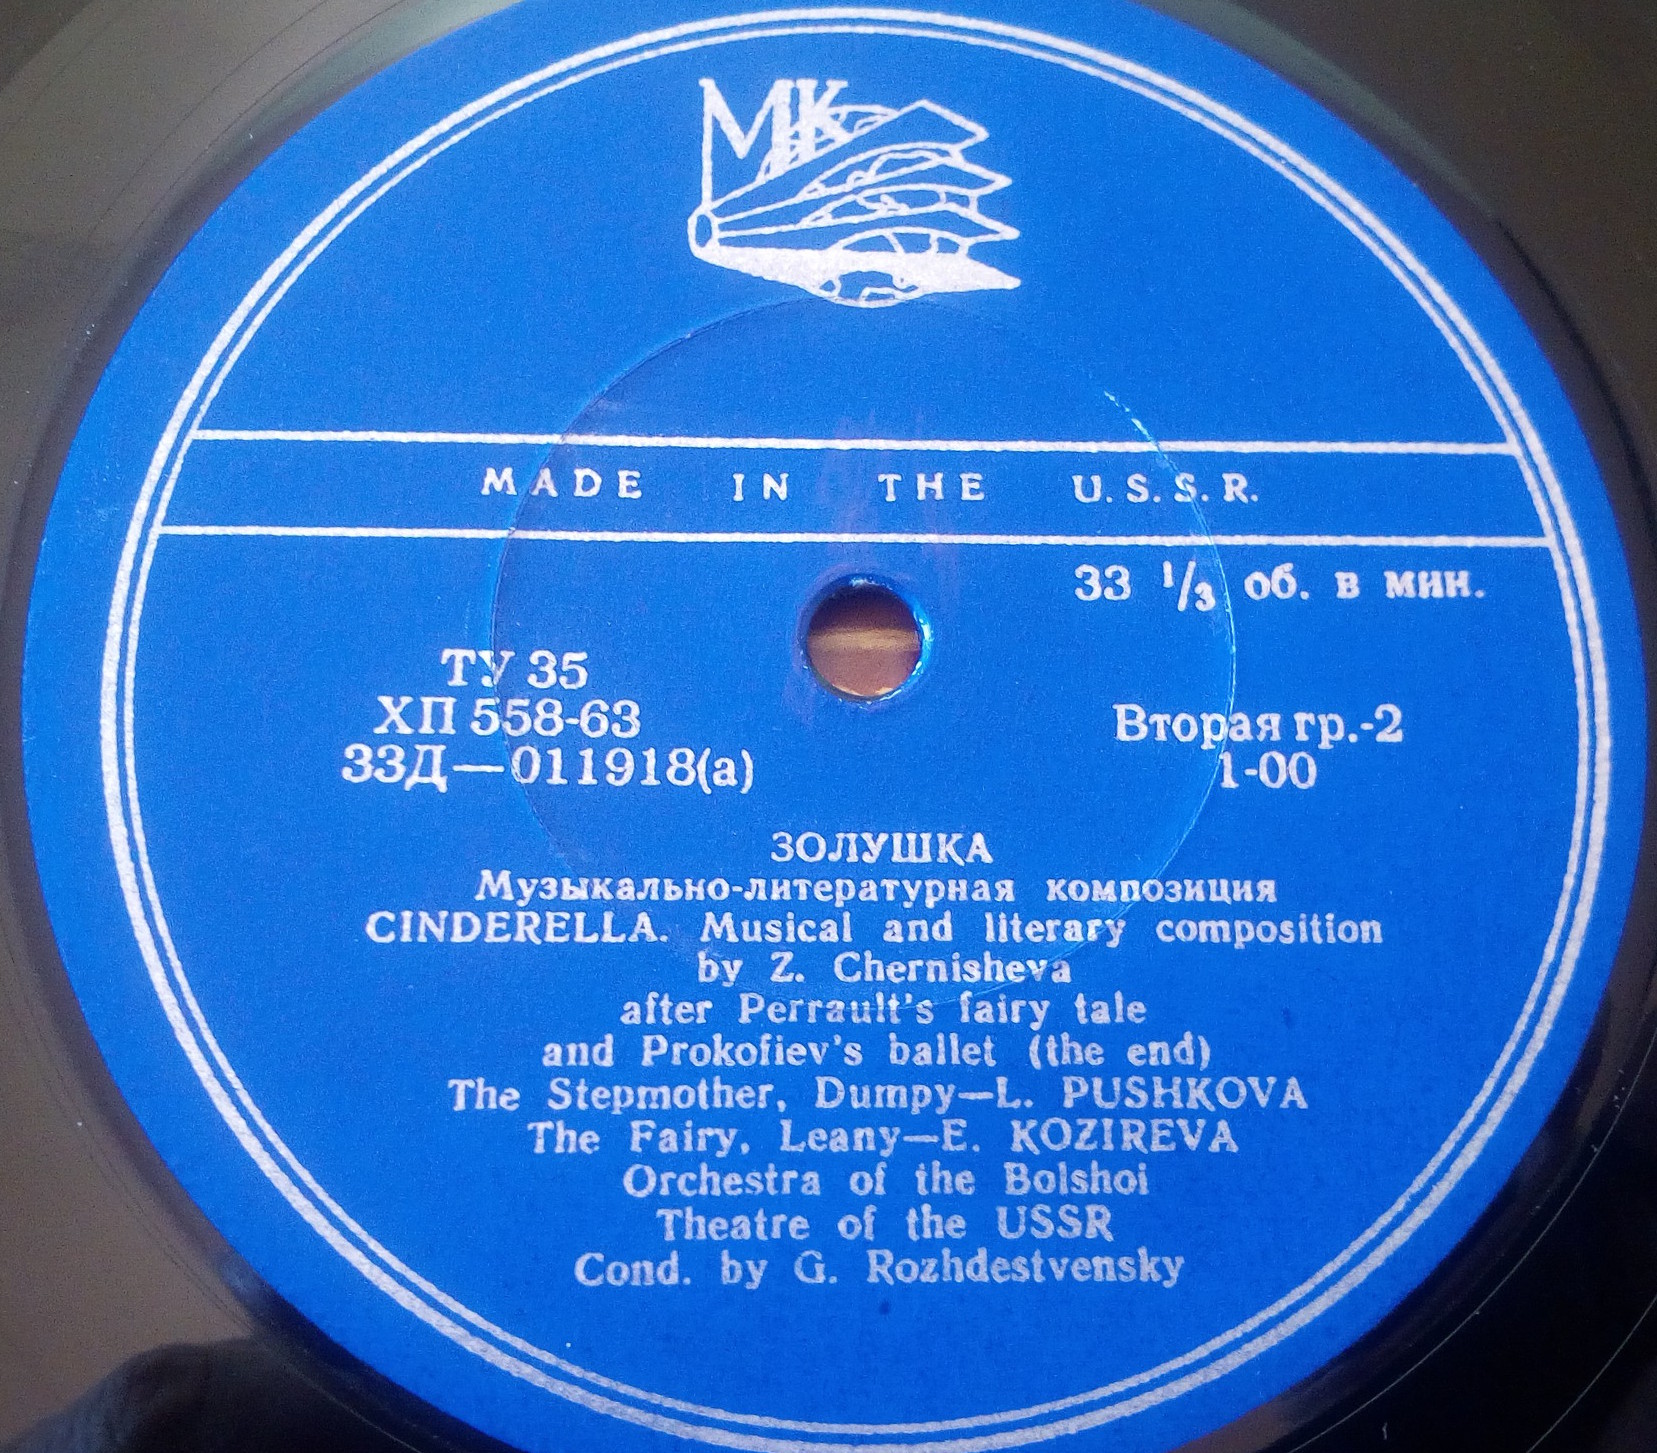 МК
MADE IN THE U.S.S.R.
33 1/3 об. в мин.
ТУ 35
ХП 558-63
33Д—011918(а)
Вторая гр.-2
1-00
ЗОЛУШКА
Музыкально-литературная композиция
CINDERELLA. Musical and literary composition
by Z. Chernisheva
after Perrault's fairy tale
and Prokofiev's ballet (the end)
The Stepmother, Dumpy—L. PUSHKOVA
The Fairy, Leany—E. KOZIREVA
Orchestra of the Bolshoi
Theatre of the USSR
Cond. by G. Rozhdestvensky